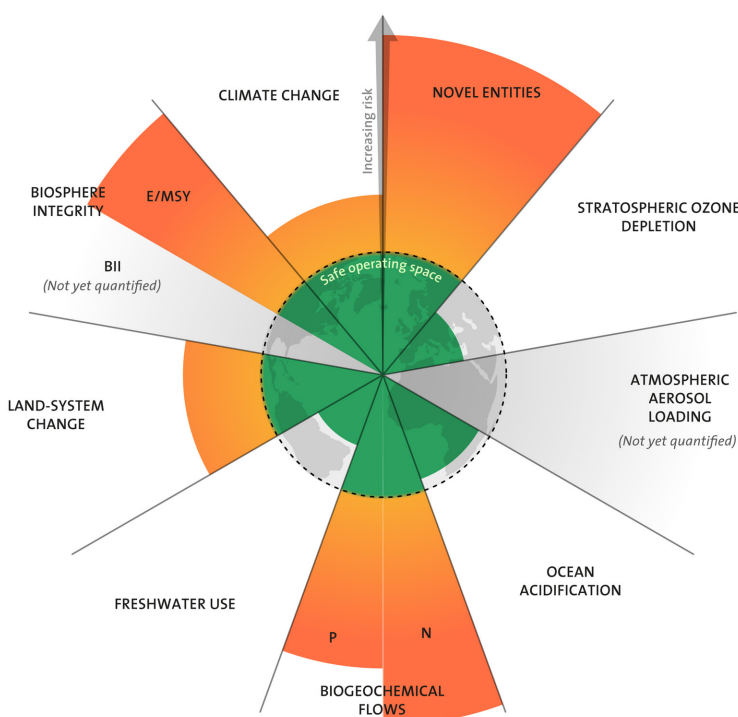 CLIMATE CHANGE
NOVEL ENTITIES
Increasing risk
BIOSPHERE
INTEGRITY
E/MSY
STRATOSPHERIC OZONE
DEPLETION
BII
(Not yet quantified)
Safe operating space
ATMOSPHERIC
AEROSOL
LOADING
(Not yet quantified)
LAND-SYSTEM
CHANGE
OCEAN
ACIDIFICATION
FRESHWATER USE
P
N
BIOGEOCHEMICAL
FLOWS